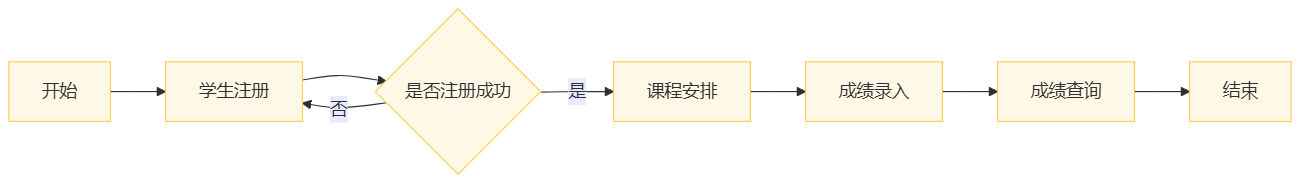 开始
学生注册
是否注册成功
否
是
课程安排
成绩录入
成绩查询
结束